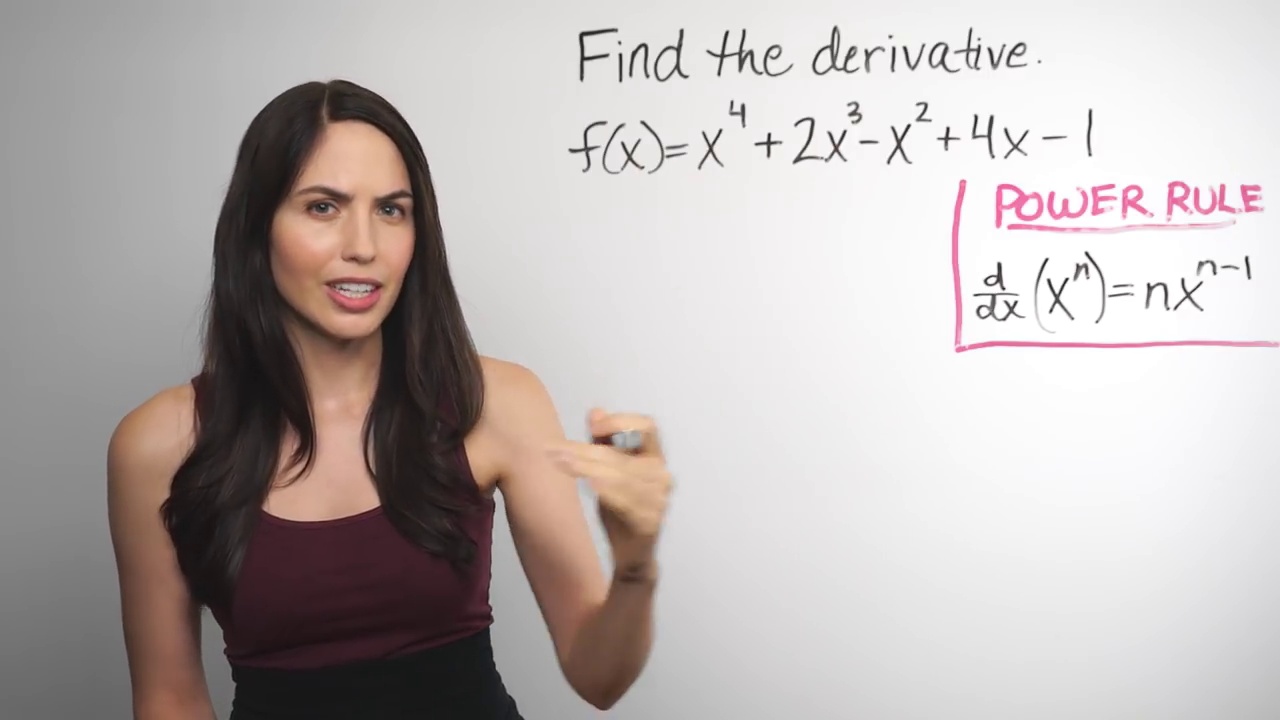 Find the derivative.
f(x)=x⁴+2x³-x²+4x-1
POWER RULE
d/dx(xⁿ)=nxⁿ⁻¹